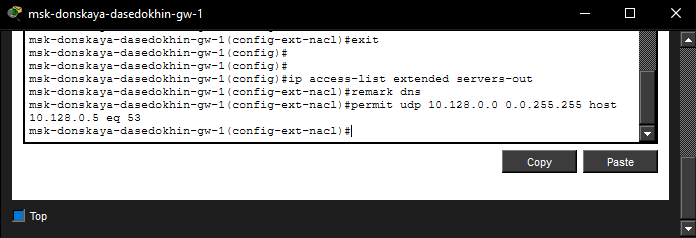 msk-donskaya-dasedokhin-gw-1
msk-donskaya-dasedokhin-gw-1(config-ext-nacl)#exit
msk-donskaya-dasedokhin-gw-1(config)#
msk-donskaya-dasedokhin-gw-1(config)#
msk-donskaya-dasedokhin-gw-1(config)#ip access-list extended servers-out
msk-donskaya-dasedokhin-gw-1(config-ext-nacl)#remark dns
msk-donskaya-dasedokhin-gw-1(config-ext-nacl)#permit udp 10.128.0.0 0.0.255.255 host
10.128.0.5 eq 53
msk-donskaya-dasedokhin-gw-1(config-ext-nacl)#
Copy
Paste
Top